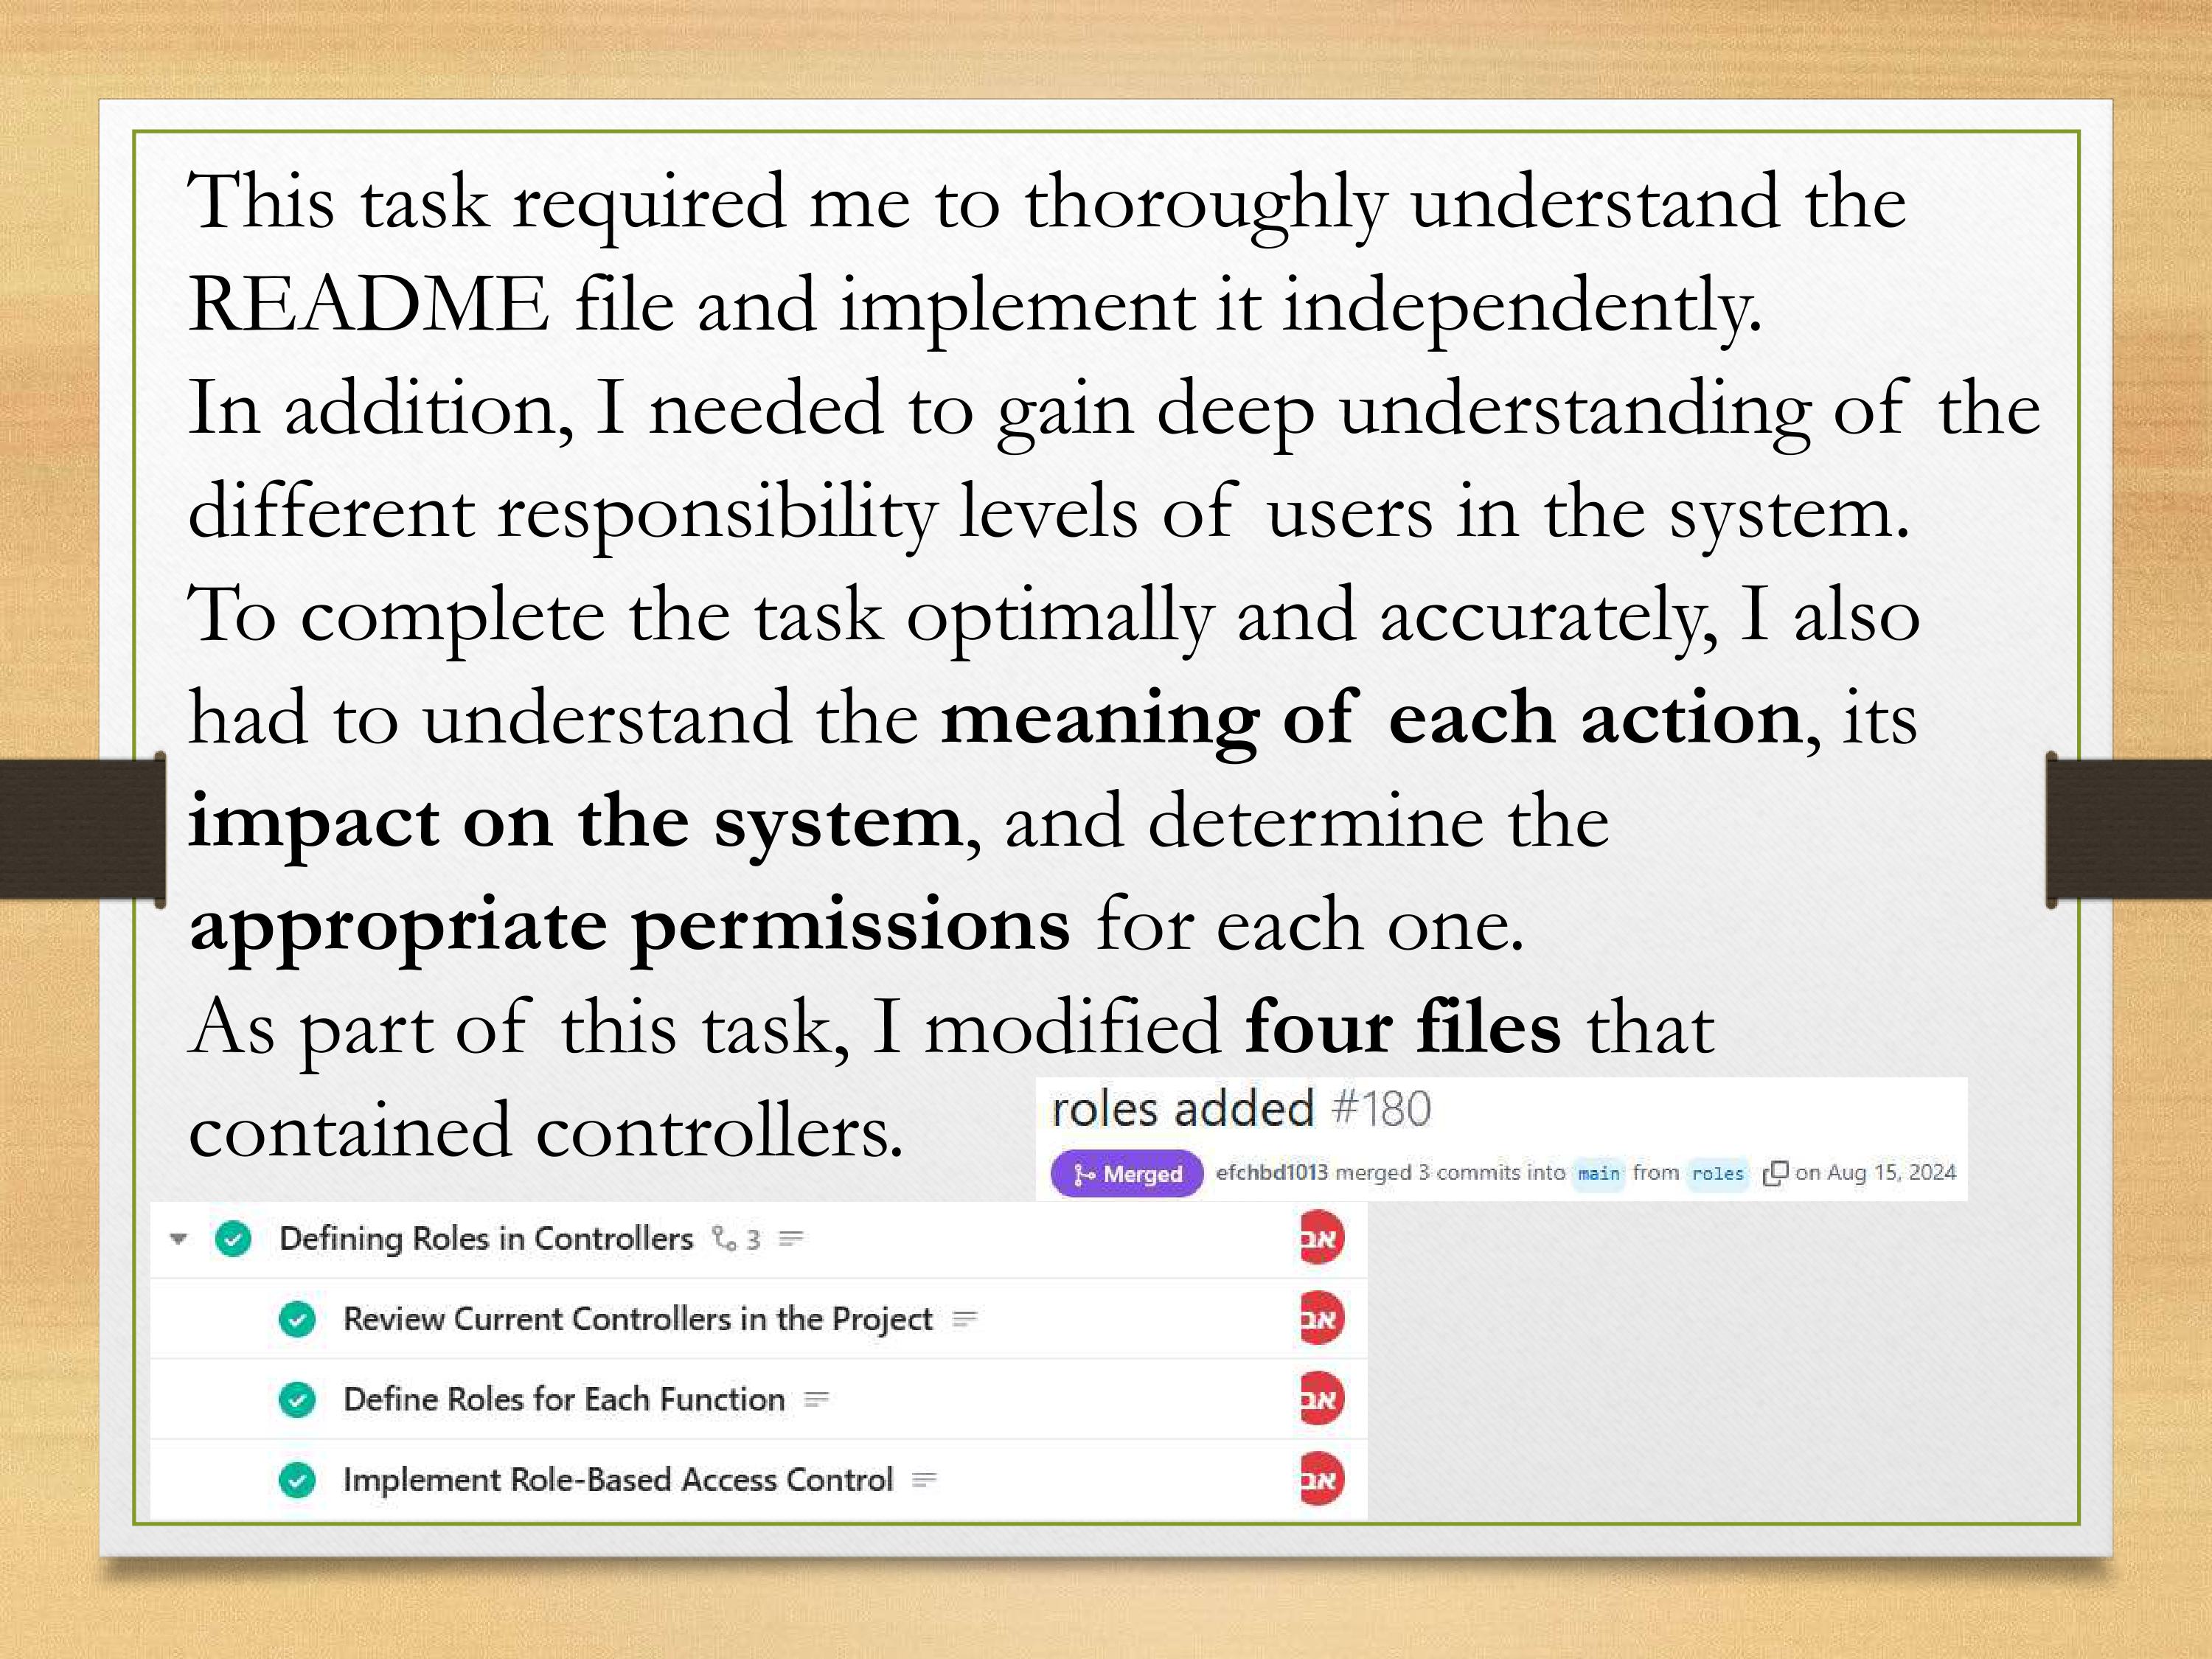 This task required me to thoroughly understand the
README file and implement it independently.
In addition, I needed to gain deep understanding of the
different responsibility levels of users in the system.
To complete the task optimally and accurately, I also
had to understand the meaning of each action, its
impact on the system, and determine the
appropriate permissions for each one.
As part of this task, I modified four files that
contained controllers.
roles added #180
Merged efchbd1013 merged 3 commits into main from roles on Aug 15, 2024
Defining Roles in Controllers 3 אב
Review Current Controllers in the Project אב
Define Roles for Each Function אב
Implement Role-Based Access Control אב